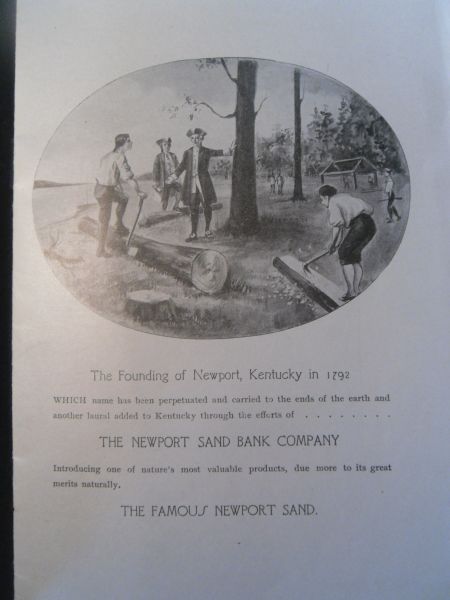 The Founding of Newport, Kentucky in 1792
WHICH name has been perpetuated and carried to the ends of the earth and
another laural added to Kentucky through the efforts of . . . . . . . .
THE NEWPORT SAND BANK COMPANY
Introducing one of nature's most valuable products, due more to its great
merits naturally.
THE FAMOUS NEWPORT SAND.